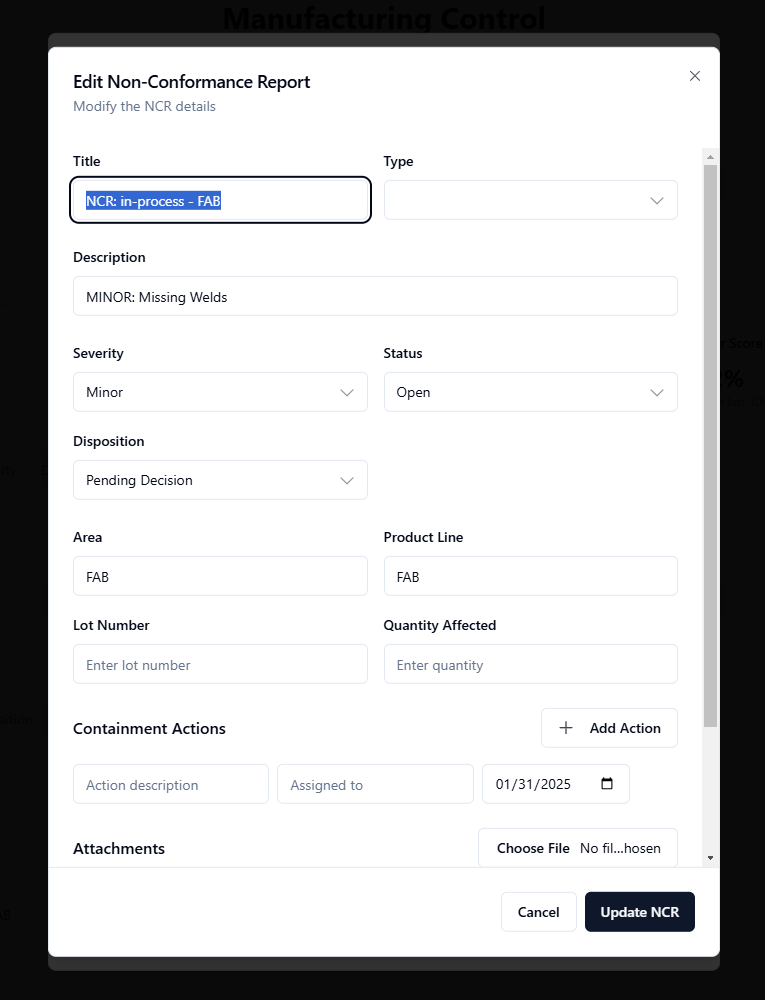 Manufacturing Control
Edit Non-Conformance Report
Modify the NCR details
Title
Type
NCR: in-process - FAB
Description
MINOR: Missing Welds
Severity
Status
Minor
Open
Disposition
Pending Decision
Area
Product Line
FAB
FAB
Lot Number
Quantity Affected
Enter lot number
Enter quantity
Containment Actions
Add Action
Action description
Assigned to
01/31/2025
Attachments
Choose File No fil...hosen
Cancel
Update NCR